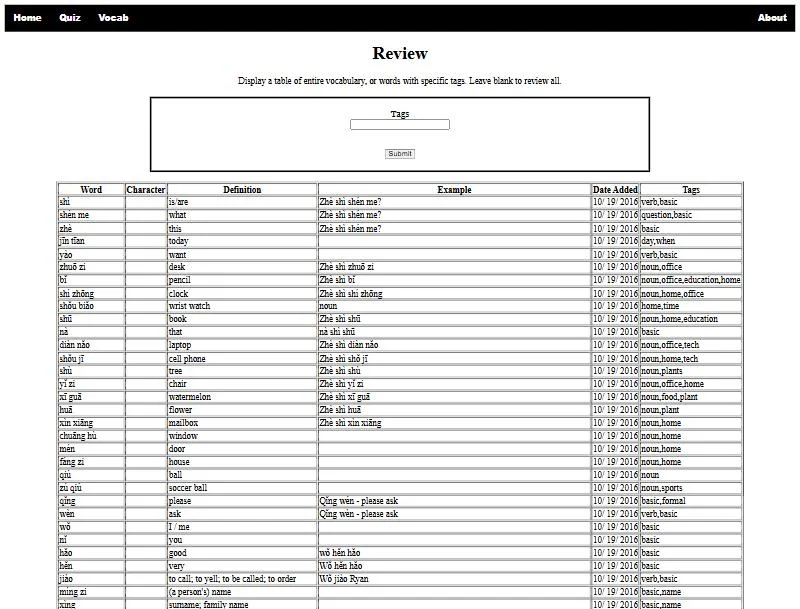 Home Quiz Vocab About
Review
Display a table of entire vocabulary, or words with specific tags. Leave blank to review all.
Tags
Submit
Word Character Definition Example Date Added Tags
shì is/are Zhè shì shèn me? 10/ 19/ 2016 verb,basic
shèn me what Zhè shì shèn me? 10/ 19/ 2016 question,basic
zhè this Zhè shì shèn me? 10/ 19/ 2016 basic
jīn tīan today 10/ 19/ 2016 day,when
yào want 10/ 19/ 2016 verb,basic
zhuō zi desk Zhè shì zhuō zi 10/ 19/ 2016 noun,office
bǐ pencil Zhè shì bǐ 10/ 19/ 2016 noun,office,education,home
shí zhōng clock Zhè shì shí zhōng 10/ 19/ 2016 noun,home,office
shǒu biǎo wrist watch noun 10/ 19/ 2016 home,time
shū book Zhè shì shū 10/ 19/ 2016 noun,home,education
nà that nà shì shū 10/ 19/ 2016 basic
diàn nǎo laptop Zhè shì diàn nǎo 10/ 19/ 2016 noun,office,tech
shǒu jī cell phone Zhè shì shǒ jī 10/ 19/ 2016 noun,home,tech
shù tree Zhè shì shù 10/ 19/ 2016 noun,plants
yǐ zi chair Zhè shì yǐ zi 10/ 19/ 2016 noun,office,home
xī guā watermelon Zhè shì xī guā 10/ 19/ 2016 noun,food,plant
huā flower Zhè shì huā 10/ 19/ 2016 noun,plant
xìn xiāng mailbox Zhè shì xìn xiāng 10/ 19/ 2016 noun,home
chuāng hù window 10/ 19/ 2016 noun,home
mén door 10/ 19/ 2016 noun,home
fáng zi house 10/ 19/ 2016 noun,home
qiú ball 10/ 19/ 2016 noun
zú qiú soccer ball 10/ 19/ 2016 noun,sports
qǐng please Qǐng wèn - please ask 10/ 19/ 2016 basic,formal
wèn ask Qǐng wèn - please ask 10/ 19/ 2016 verb,basic
wǒ I / me 10/ 19/ 2016 basic
nǐ you 10/ 19/ 2016 basic
hǎo good wǒ hěn hǎo 10/ 19/ 2016 basic
hěn very Wǒ hěn hǎo 10/ 19/ 2016 basic
jiào to call; to yell; to be called; to order Wǒ jiào Ryan 10/ 19/ 2016 verb,basic
míng zi (a person's) name 10/ 19/ 2016 basic,name
xìng surname; family name 10/ 19/ 2016 basic,name